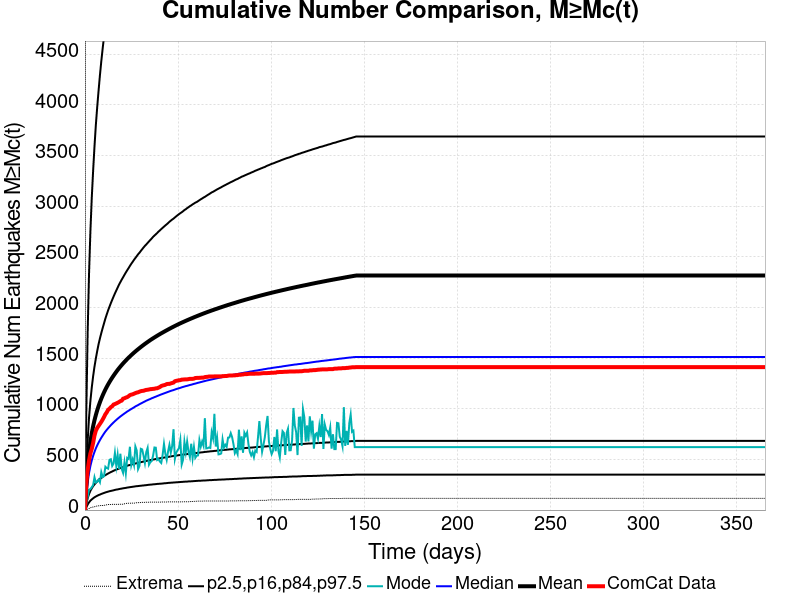 Cumulative Number Comparison, M≥Mc(t)
Cumulative Num Earthquakes M≥Mc(t)
4500
4000
3500
3000
2500
2000
1500
1000
500
0
0 50 100 150 200 250 300 350
Time (days)
Extrema p2.5,p16,p84,p97.5 Mode Median Mean ComCat Data